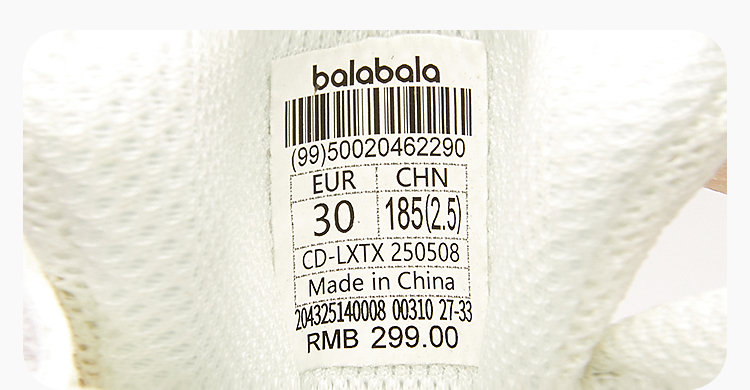 balabala
(99)50020462290
EUR CHN
30 185(2.5)
CD-LXTX 250508
Made in China
204325140008 00310 27-33
RMB 299.00